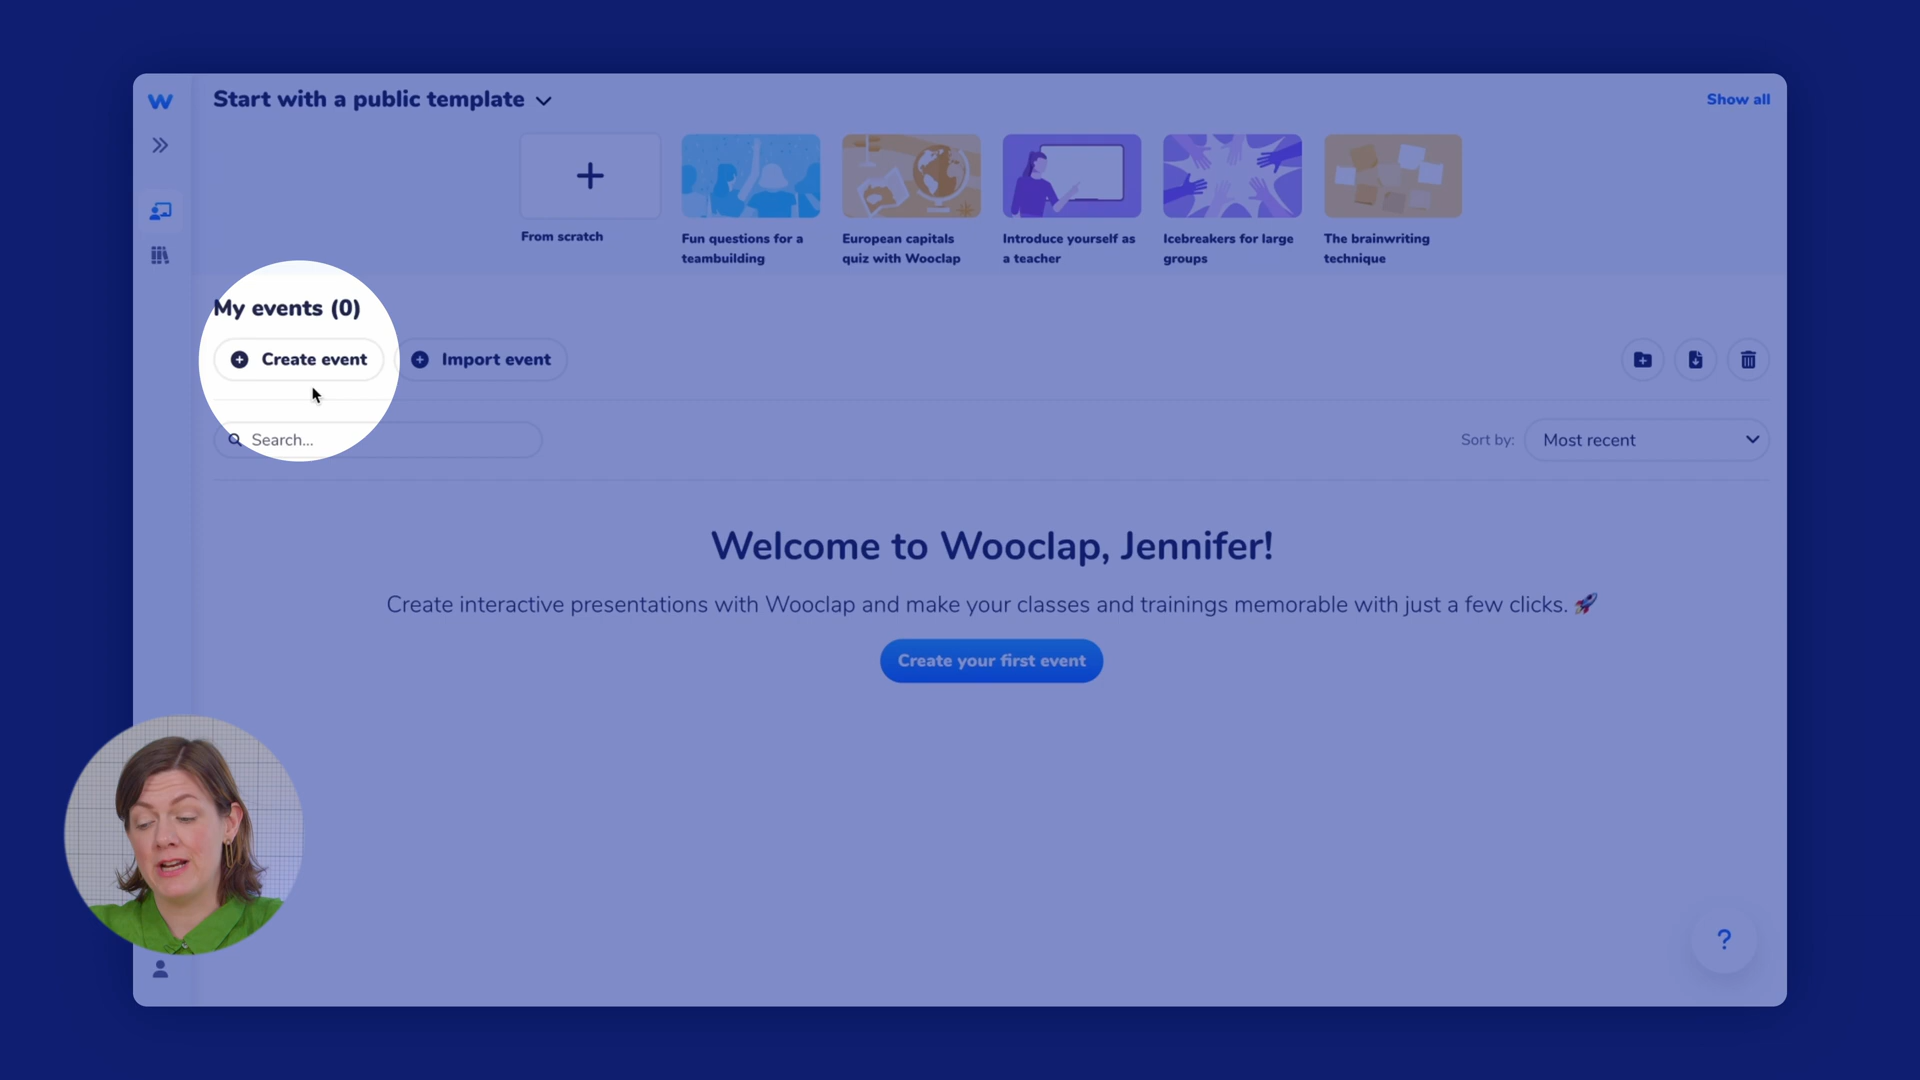 W
Start with a public template
Show all
From scratch
Fun questions for a
teambuilding
European capitals
quiz with Wooclap
Introduce yourself as
a teacher
Icebreakers for large
groups
The brainwriting
technique
My events (0)
Create event
Import event
Search...
Sort by:
Most recent
Welcome to Wooclap, Jennifer!
Create interactive presentations with Wooclap and make your classes and trainings memorable with just a few clicks. 🚀
Create your first event
?